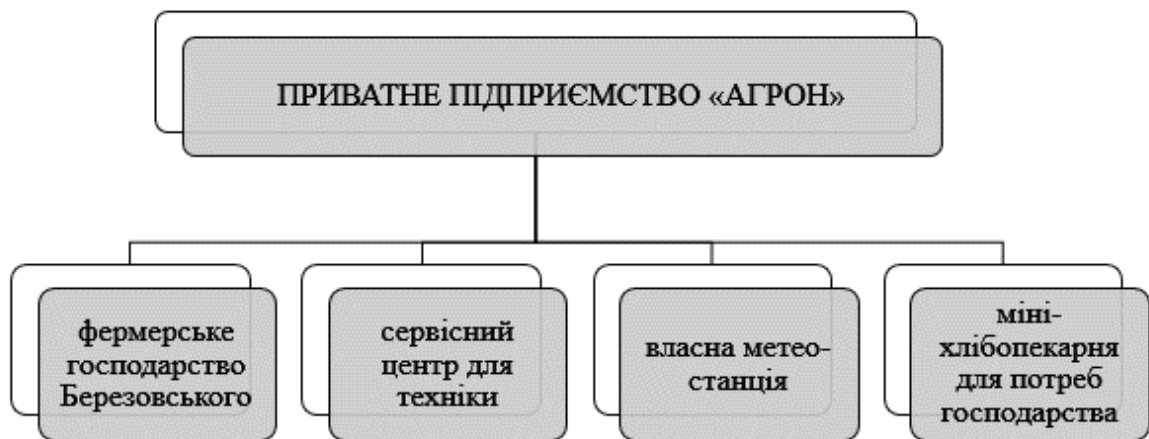 ПРИВАТНЕ ПІДПРИЄМСТВО «АГРОН»
фермерське
господарство
Березовського
сервісний
центр для
техніки
власна метео-
станція
міні-
хлібопекарня
для потреб
господарства